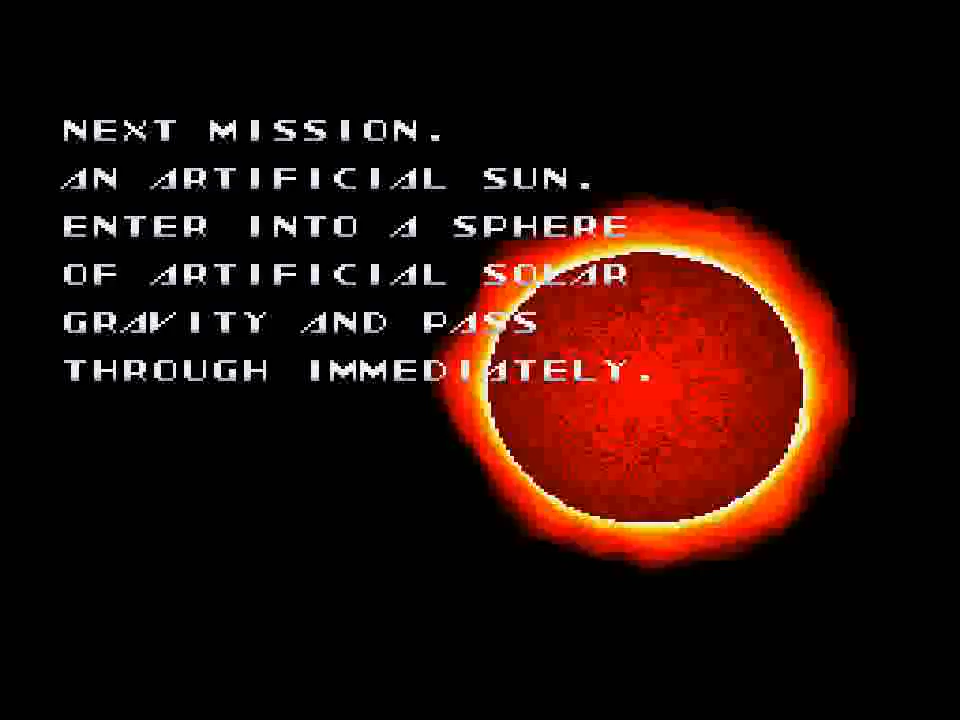 NEXT MISSION.
AN ARTIFICIAL SUN.
ENTER INTO A SPHERE
OF ARTIFICIAL SOLAR
GRAVITY AND PASS
THROUGH IMMEDIATELY.